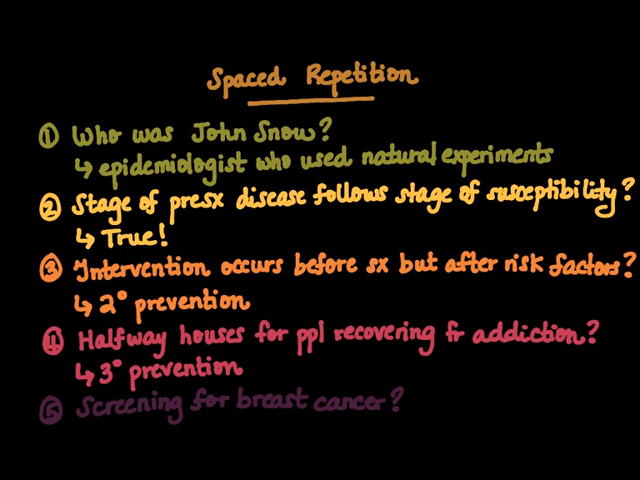 Spaced Repetition
① Who was John Snow?
↳ epidemiologist who used natural experiments
② Stage of presx disease follows stage of susceptibility?
↳ True!
③ Intervention occurs before sx but after risk factors?
↳ 2° prevention
④ Halfway houses for ppl recovering fr addiction?
↳ 3° prevention
⑤ Screening for breast cancer?